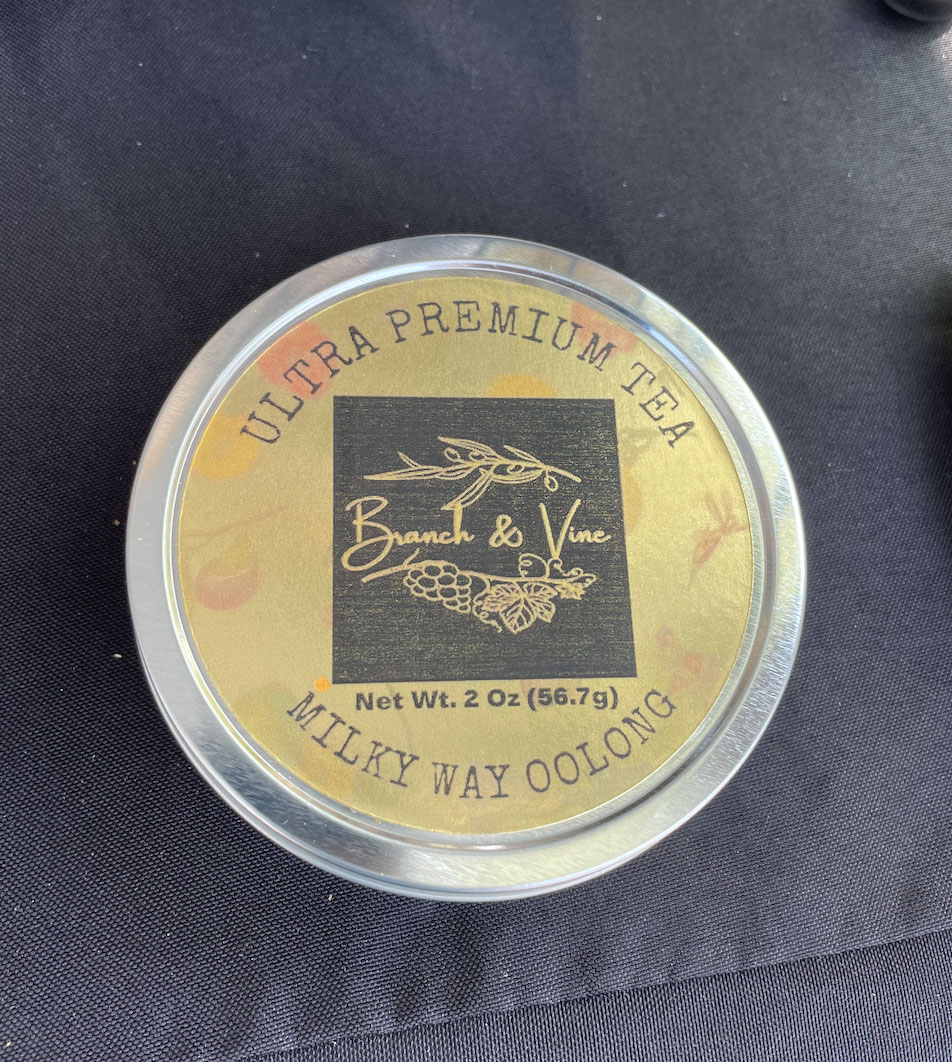 ULTRA PREMIUM TEA
Branch & Vine
Net Wt. 2 Oz (56.7g)
MILKY WAY OOLONG